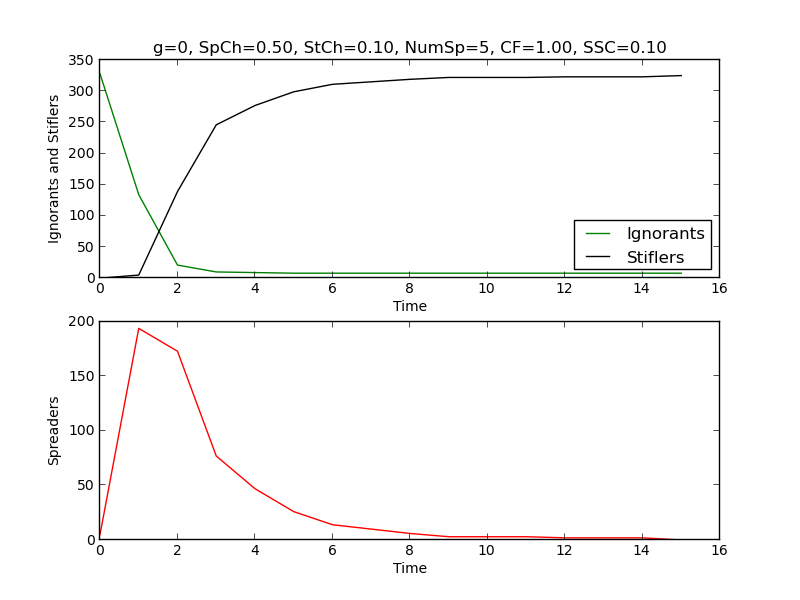 g=0, SpCh=0.50, StCh=0.10, NumSp=5, CF=1.00, SSC=0.10
350
300
250
200
150
100
50
0
Ignorants and Stiflers
Ignorants
Stiflers
0 2 4 6 8 10 12 14 16
Time
200
150
100
50
0
Spreaders
0 2 4 6 8 10 12 14 16
Time